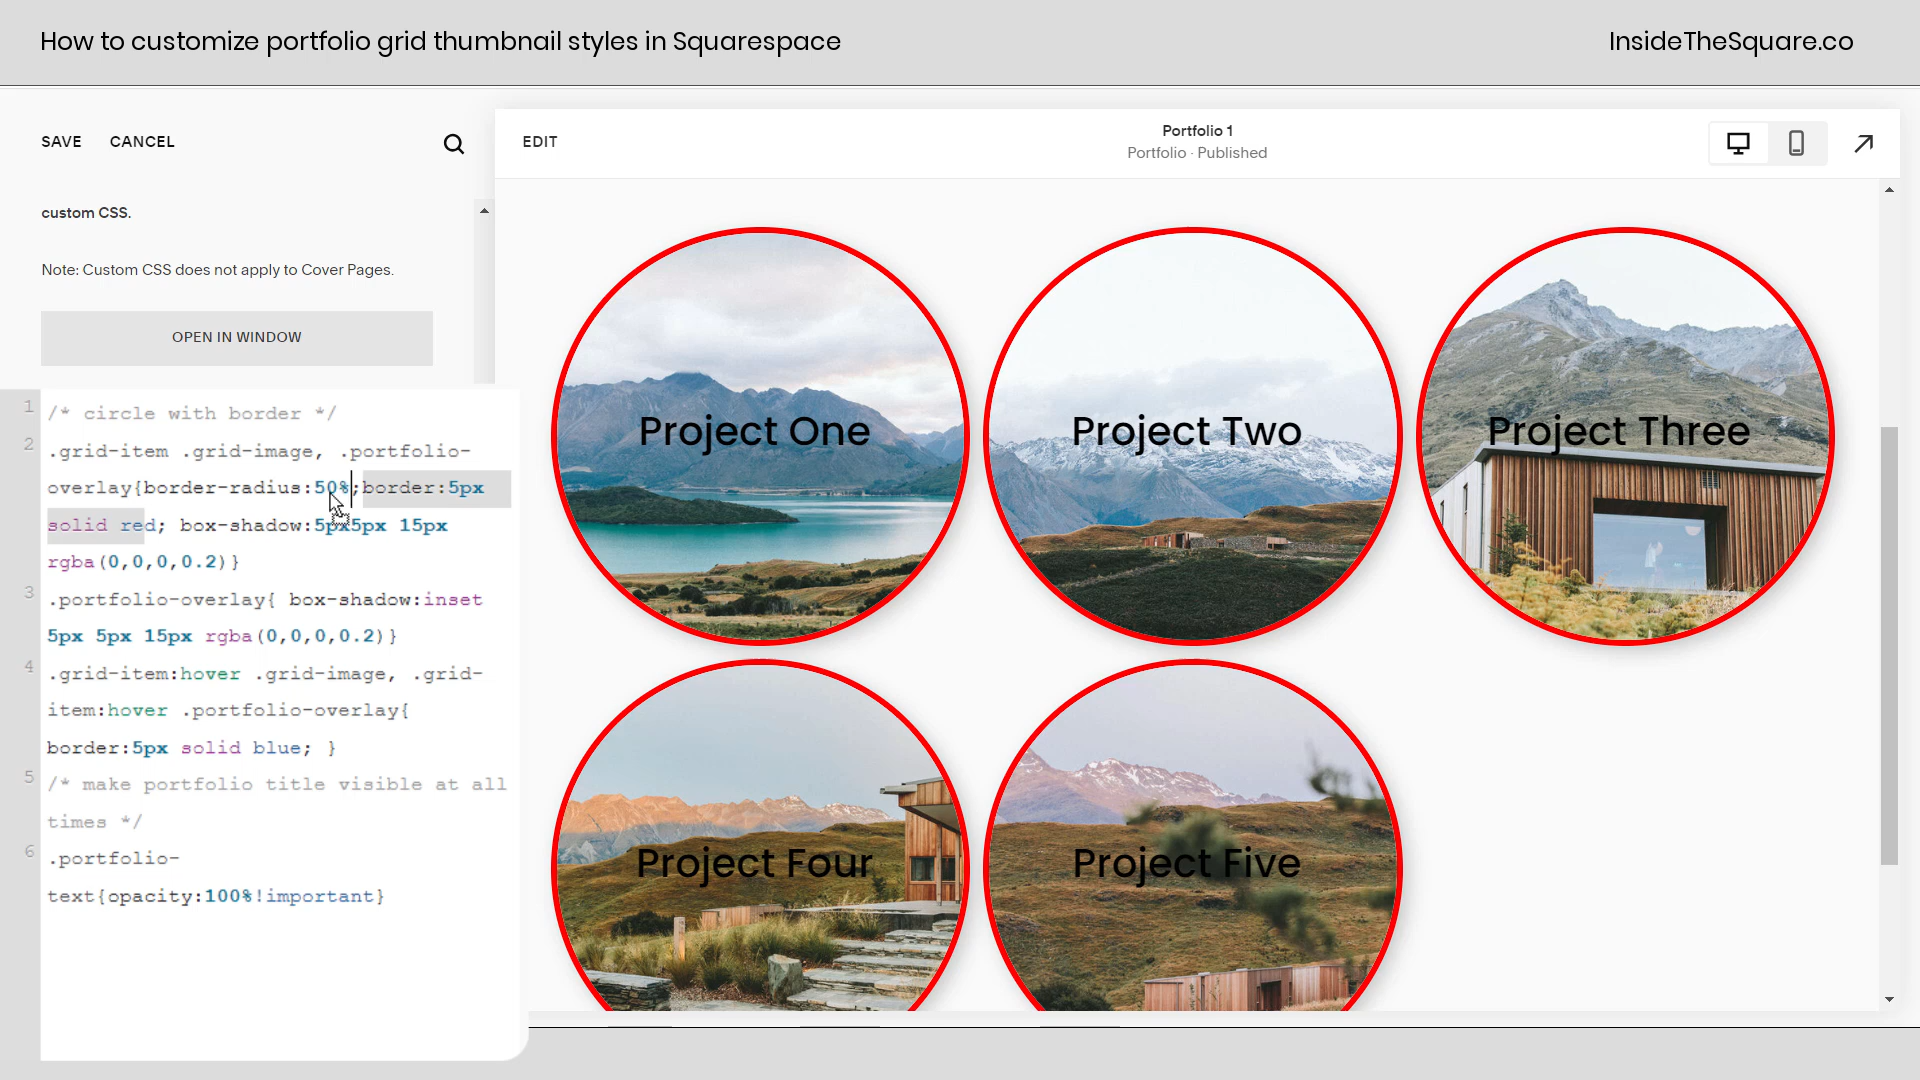 How to customize portfolio grid thumbnail styles in Squarespace
InsideTheSquare.co
SAVE CANCEL
EDIT
Portfolio 1
Portfolio · Published
custom CSS.
Note: Custom CSS does not apply to Cover Pages.
OPEN IN WINDOW
1 /* circle with border */
2 .grid-item .grid-image, .portfolio-
overlay{border-radius:50%;border:5px
solid red; box-shadow:5px5px 15px
rgba(0,0,0,0.2)}
3 .portfolio-overlay{ box-shadow:inset
5px 5px 15px rgba(0,0,0,0.2)}
4 .grid-item:hover .grid-image, .grid-
item:hover .portfolio-overlay{
border:5px solid blue; }
5 /* make portfolio title visible at all
times */
6 .portfolio-
text{opacity:100%!important}
Project One
Project Two
Project Three
Project Four
Project Five